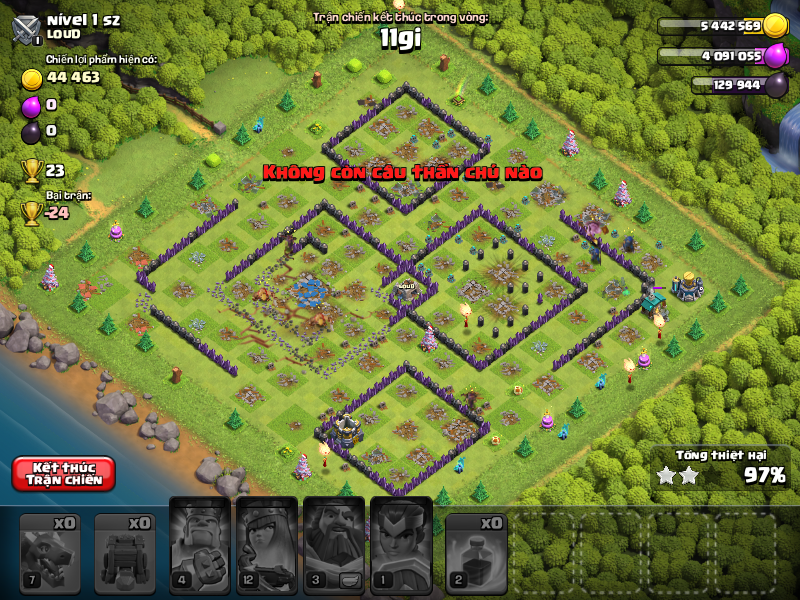 nível 1 sz
LOUD
Chiến lợi phẩm hiện có:
44 463
0
0
23
Bại trận:
-24
Trận chiến kết thúc trong vòng:
11gi
5 442 569
4 091 055
129 944
Không còn câu thần chú nào
LOUD
Kết thúc
Trận chiến
Tổng thiệt hại
97%
x0
x0
x0
7
4
12
3
1
2